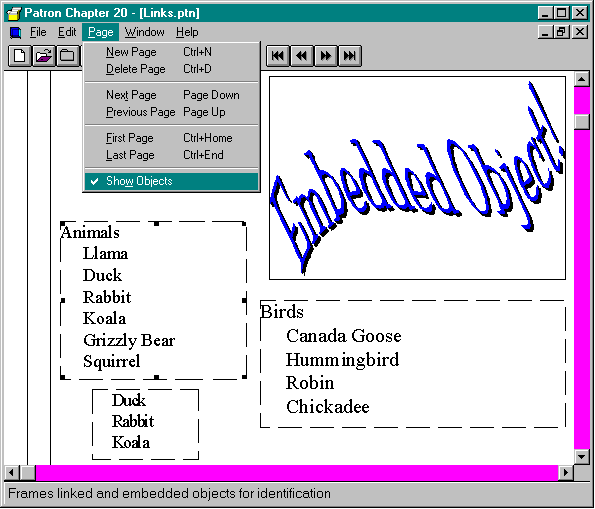 Patron Chapter 20 - [Links.ptn]
File Edit Page Window Help
New Page Ctrl+N
Delete Page Ctrl+D
Next Page Page Down
Previous Page Page Up
First Page Ctrl+Home
Last Page Ctrl+End
Show Objects
Embedded Object!
Animals
Llama
Duck
Rabbit
Koala
Grizzly Bear
Squirrel
Duck
Rabbit
Koala
Birds
Canada Goose
Hummingbird
Robin
Chickadee
Frames linked and embedded objects for identification